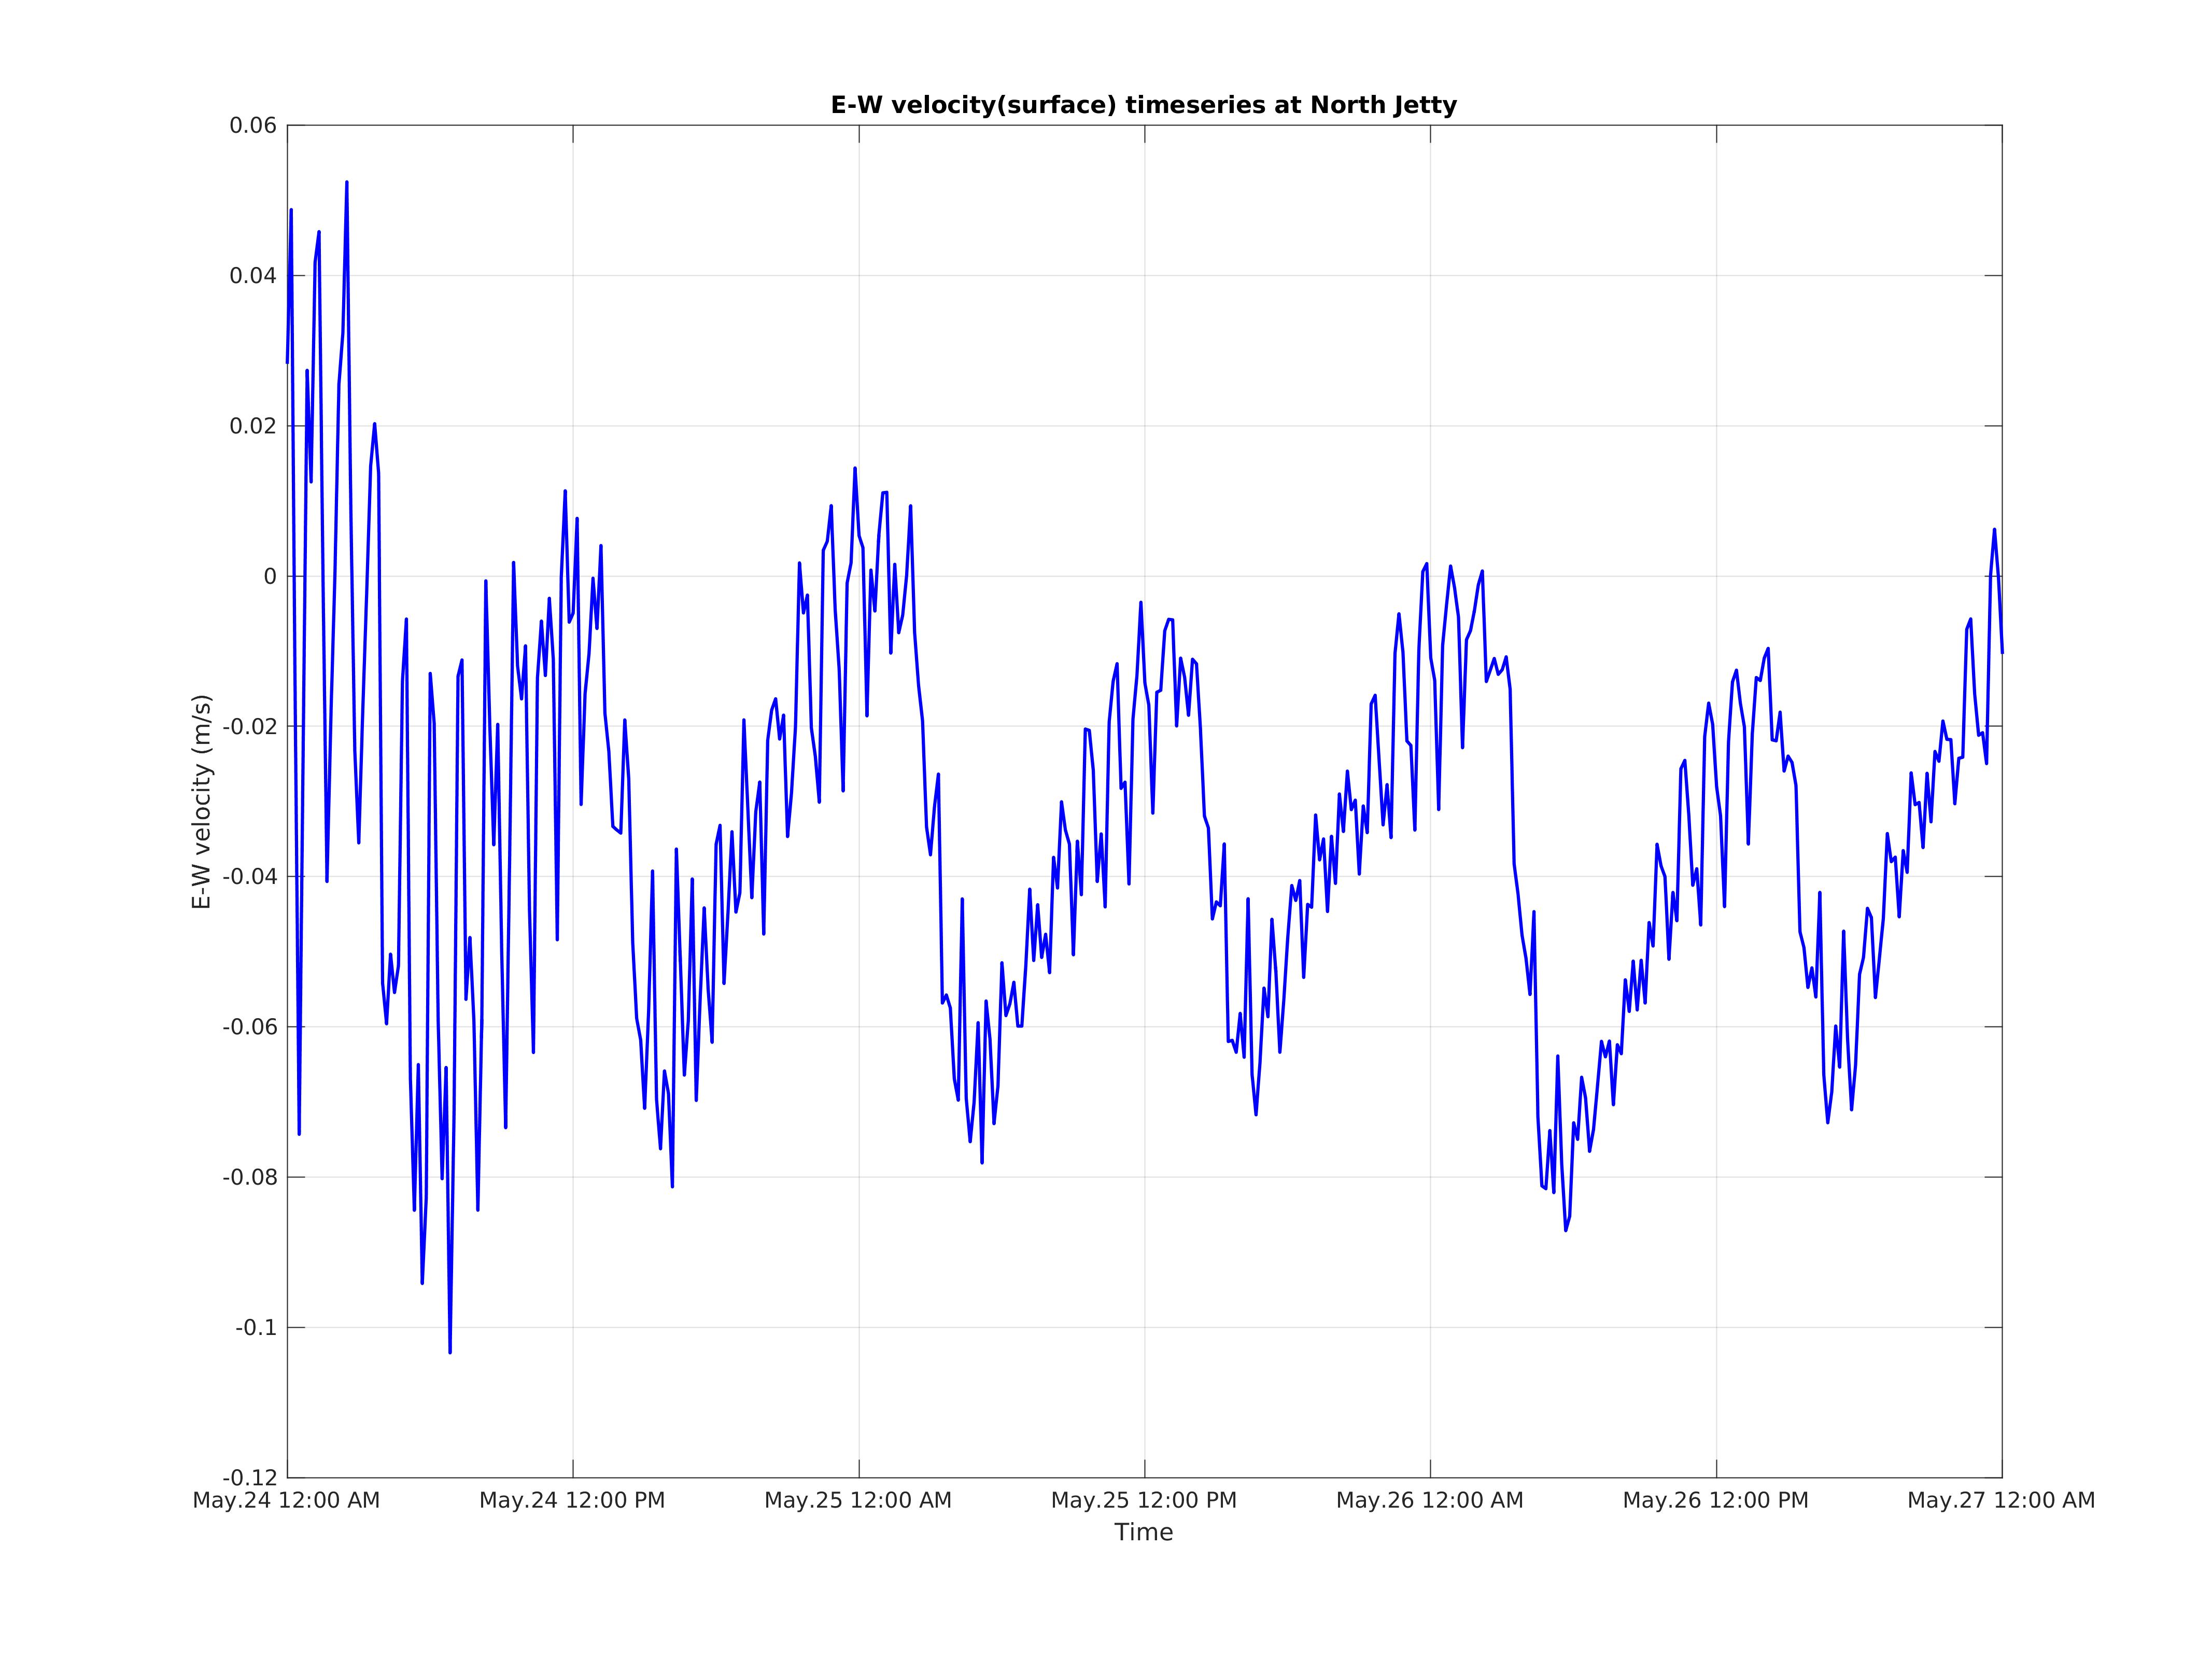 E-W velocity(surface) timeseries at North Jetty
0.06
0.04
0.02
0
-0.02
-0.04
-0.06
-0.08
-0.1
-0.12
E-W velocity (m/s)
May.24 12:00 AM May.24 12:00 PM May.25 12:00 AM May.25 12:00 PM May.26 12:00 AM May.26 12:00 PM May.27 12:00 AM
Time